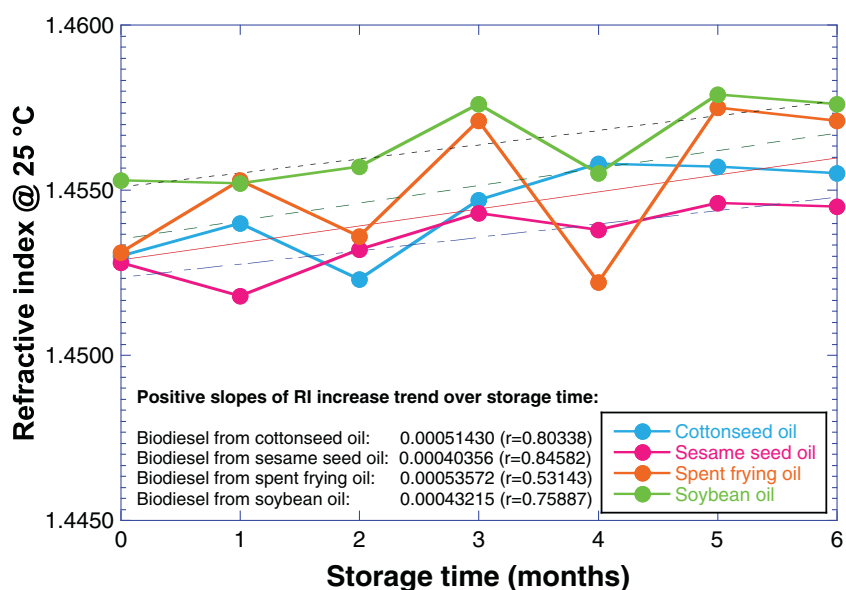 1.4600
1.4550
1.4500
1.4450
Refractive index @ 25 °C
Positive slopes of RI increase trend over storage time:
Biodiesel from cottonseed oil: 0.00051430 (r=0.80338)
Biodiesel from sesame seed oil: 0.00040356 (r=0.84582)
Biodiesel from spent frying oil: 0.00053572 (r=0.53143)
Biodiesel from soybean oil: 0.00043215 (r=0.75887)
Cottonseed oil
Sesame seed oil
Spent frying oil
Soybean oil
0 1 2 3 4 5 6
Storage time (months)